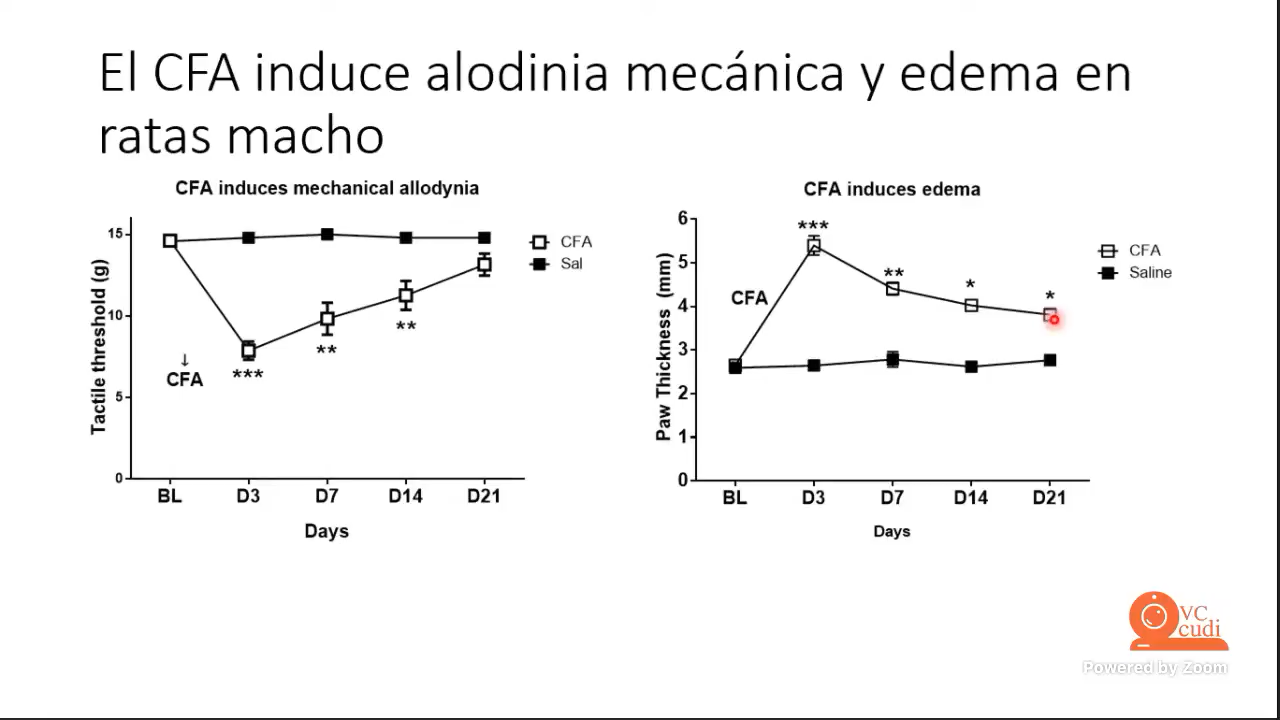 El CFA induce alodinia mecánica y edema en
ratas macho
CFA induces mechanical allodynia
15
10
5
0
Tactile threshold (g)
↓
CFA
***
**
**
CFA
Sal
BL D3 D7 D14 D21
Days
CFA induces edema
6
5
4
3
2
1
0
Paw Thickness (mm)
CFA
***
**
*
*
CFA
Saline
BL D3 D7 D14 D21
Days
VC
cudi
Powered by Zoom